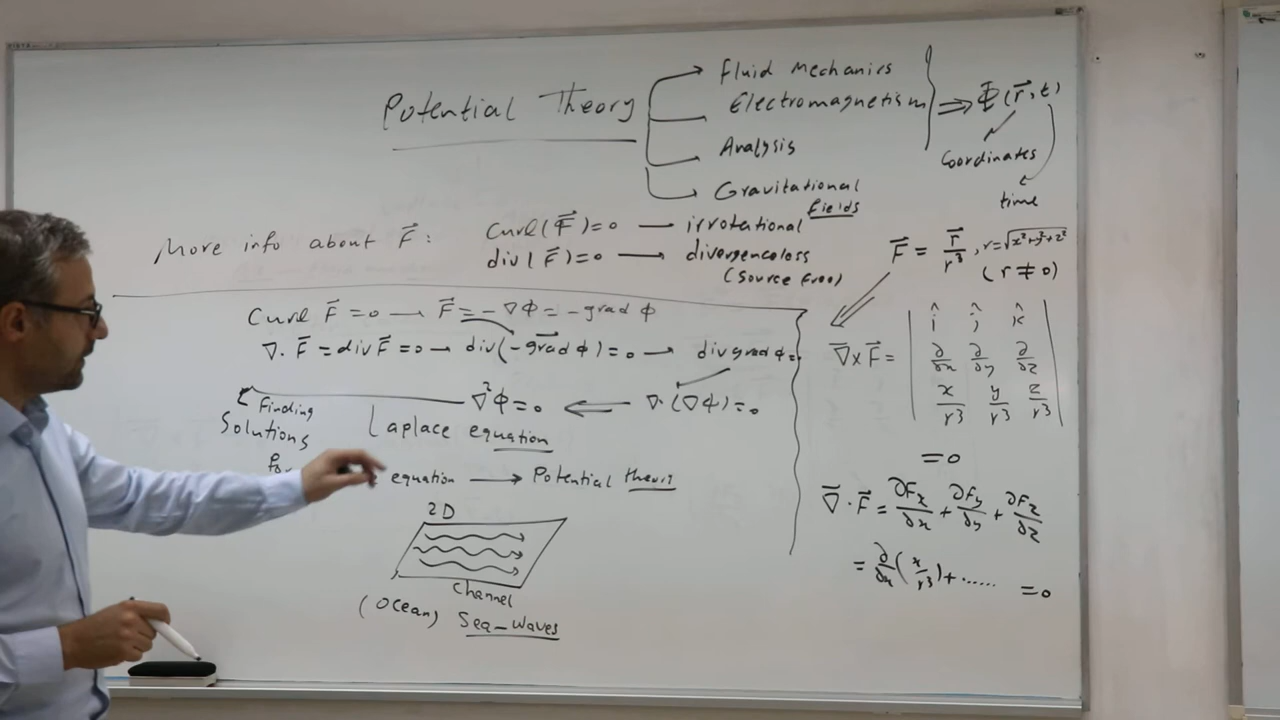 Potential Theory
Fluid Mechanics
Electromagnetism
Analysis
Gravitational
fields
⇒ Φ(r⃗, t)
Coordinates
time
More info about F⃗ :
Curl(F⃗)=0 → irrotational
div(F⃗)=0 → divergenceless
(Source free)
F⃗ = r⃗/r³, r=√x²+y²+z²
(r ≠ 0)
Curl F⃗ =0 → F⃗ = -∇Φ = -grad ϕ
∇. F⃗ = div F⃗ =0 → div(-grad ϕ)=0 → div grad ϕ=
∇²Φ=0 ⇐ ∇.(∇ϕ)=0
Finding
Solutions
Laplace equation
equation → Potential theory
2D
Channel
(Ocean) Sea-waves
∇⃗×F⃗ = | î ĵ k̂ |
| ∂/∂x ∂/∂y ∂/∂z |
| x/r³ y/r³ z/r³ |
=0
∇⃗·F⃗ = ∂Fx/∂x + ∂Fy/∂y + ∂Fz/∂z
= ∂/∂x(x/r³)+...... =0